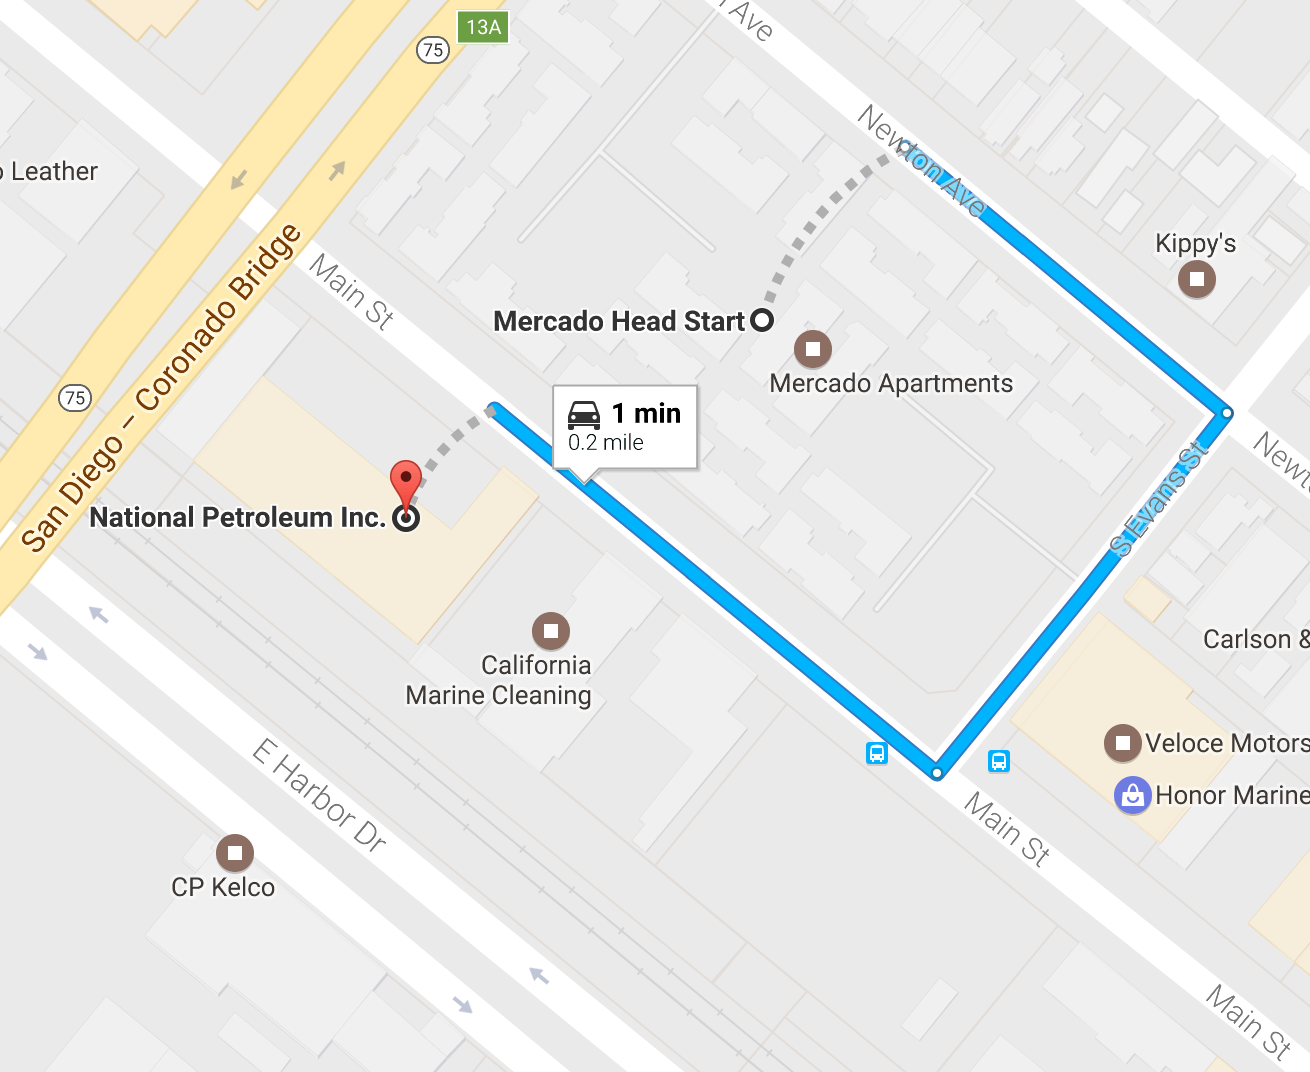 13A
75
Ave
Newton Ave
Leather
Kippy's
San Diego – Coronado Bridge
Main St
Mercado Head Start
Mercado Apartments
75
1 min
0.2 mile
S Evans St
National Petroleum Inc.
California
Marine Cleaning
Carlson &
Veloce Motors
Honor Marine
E Harbor Dr
Main St
CP Kelco
Main St